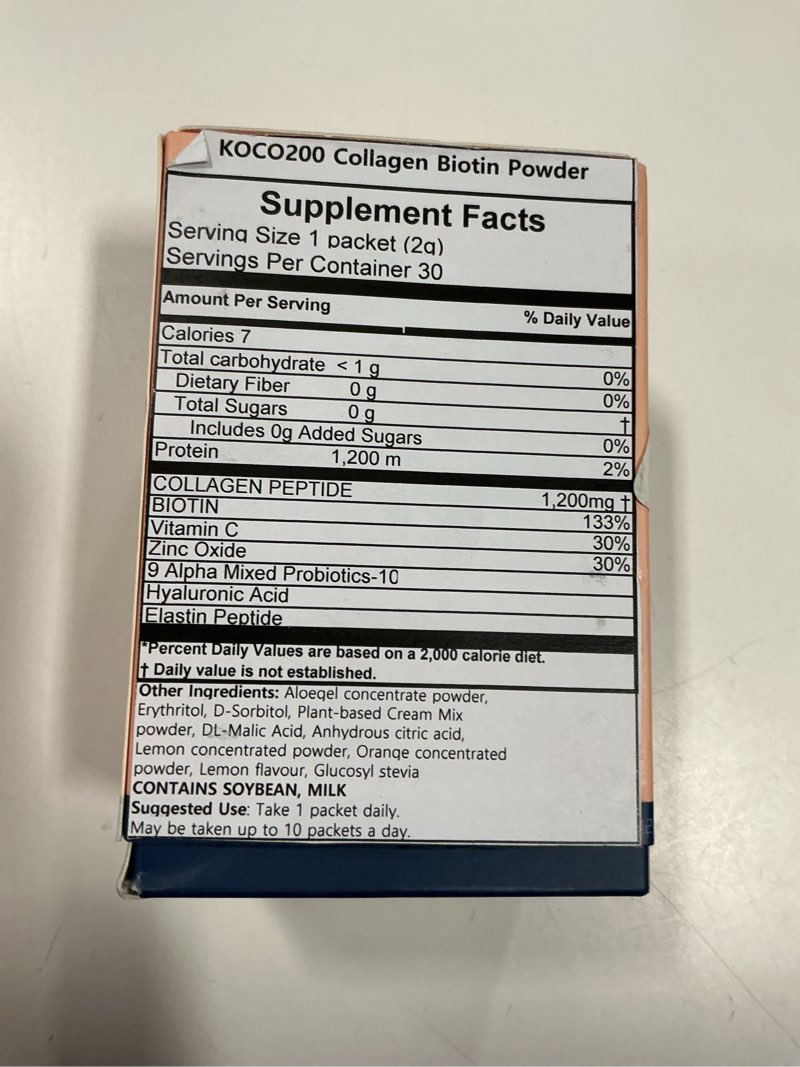 KOCO200 Collagen Biotin Powder
Supplement Facts
Serving Size 1 packet (2g)
Servings Per Container 30
Amount Per Serving % Daily Value
Calories 7
Total carbohydrate < 1 g 0%
Dietary Fiber 0 g 0%
Total Sugars 0 g †
Includes 0g Added Sugars 0%
Protein 1,200 m 2%
COLLAGEN PEPTIDE 1,200mg †
BIOTIN 133%
Vitamin C 30%
Zinc Oxide 30%
9 Alpha Mixed Probiotics-10
Hyaluronic Acid
Elastin Peptide
*Percent Daily Values are based on a 2,000 calorie diet.
† Daily value is not established.
Other Ingredients: Aloegel concentrate powder,
Erythritol, D-Sorbitol, Plant-based Cream Mix
powder, DL-Malic Acid, Anhydrous citric acid,
Lemon concentrated powder, Orange concentrated
powder, Lemon flavour, Glucosyl stevia
CONTAINS SOYBEAN, MILK
Suggested Use: Take 1 packet daily.
May be taken up to 10 packets a day.